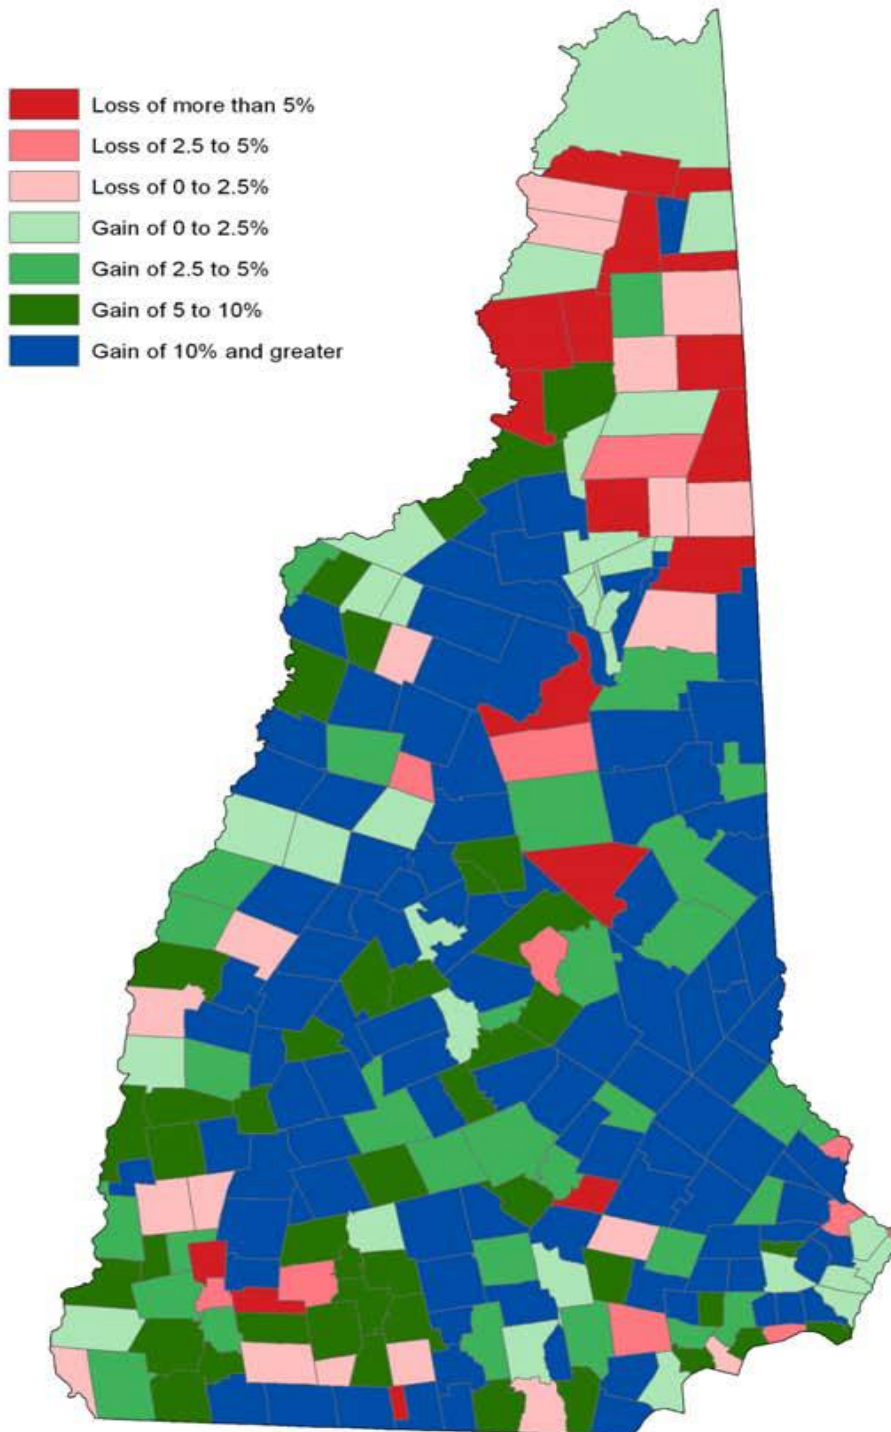 Loss of more than 5%
Loss of 2.5 to 5%
Loss of 0 to 2.5%
Gain of 0 to 2.5%
Gain of 2.5 to 5%
Gain of 5 to 10%
Gain of 10% and greater